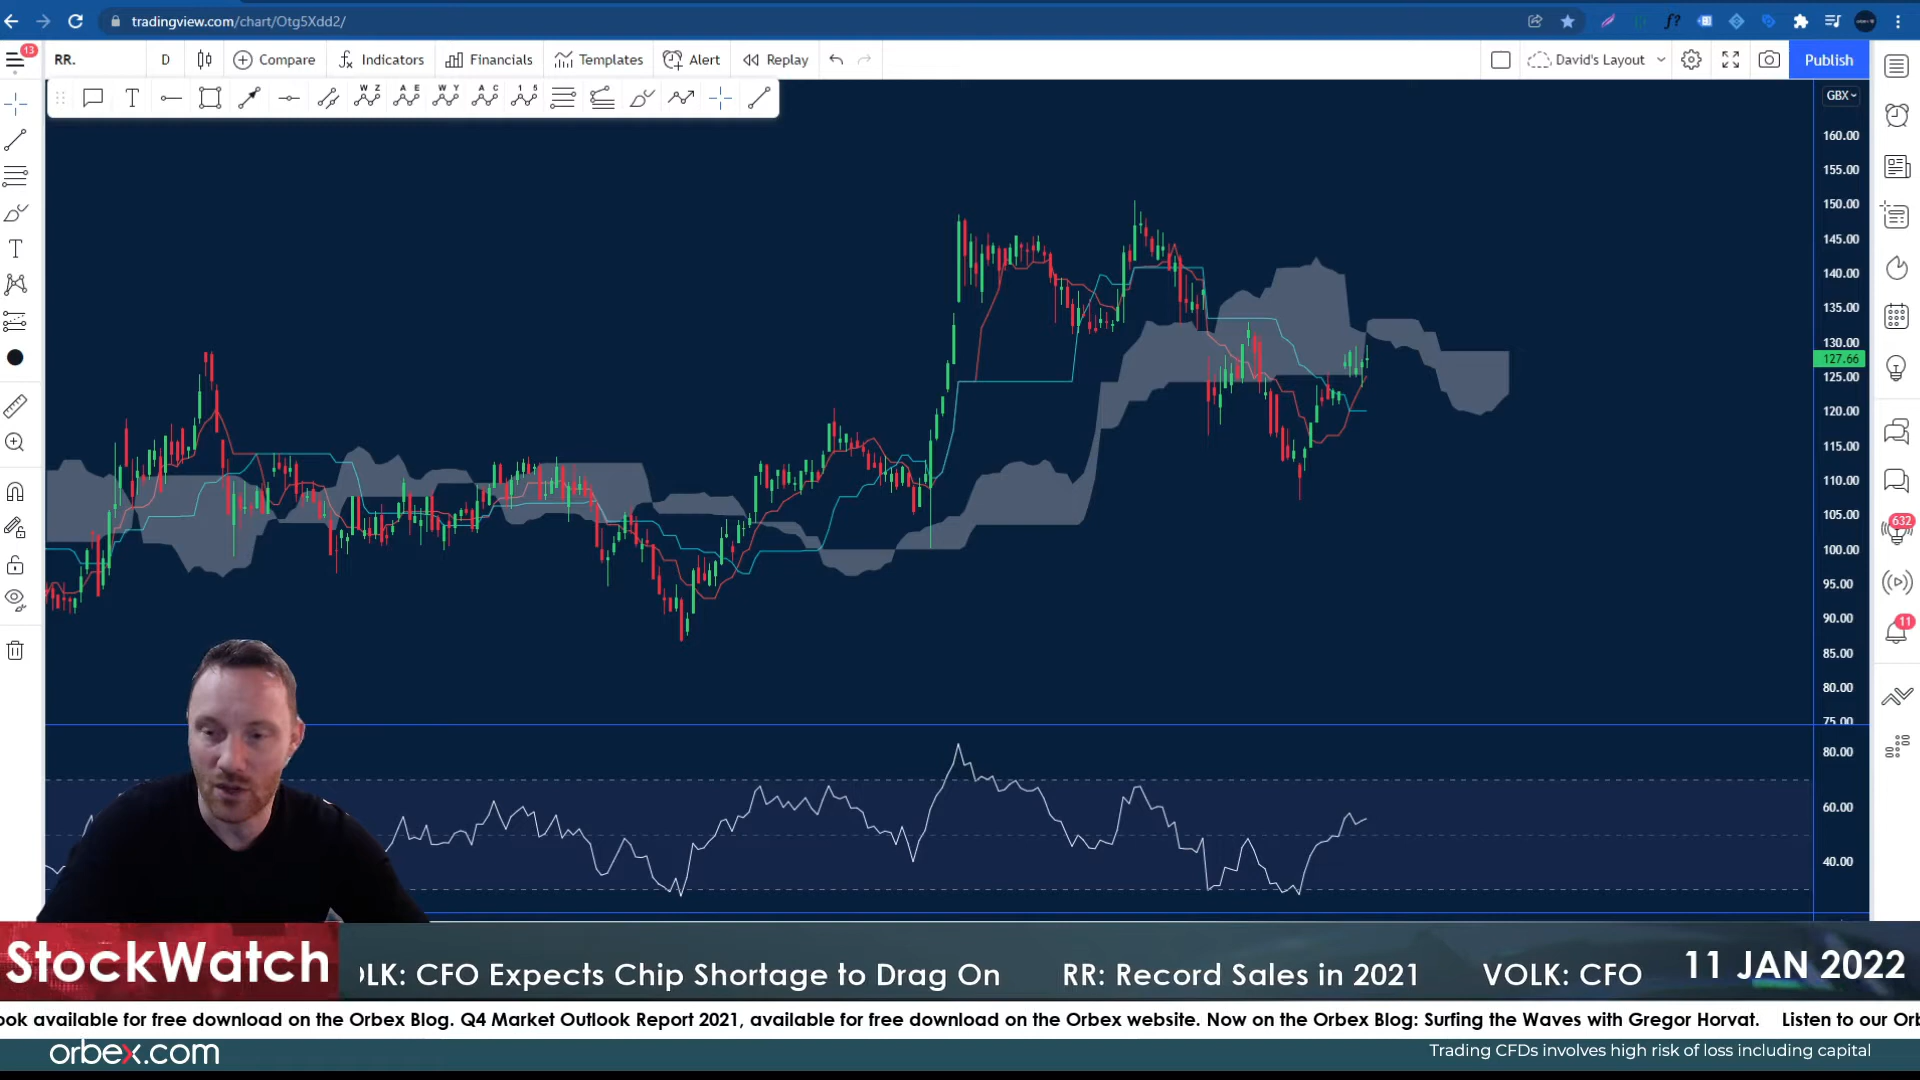 tradingview.com/chart/Otg5Xdd2/
13
RR.
D
Compare
Indicators
Financials
Templates
Alert
Replay
David's Layout
Publish
T
W Z
A E
W Y
A C
1 5
GBX
160.00
155.00
150.00
145.00
140.00
135.00
130.00
127.66
125.00
120.00
115.00
110.00
105.00
100.00
95.00
90.00
85.00
80.00
75.00
80.00
60.00
40.00
632
11
StockWatch
OLK: CFO Expects Chip Shortage to Drag On RR: Record Sales in 2021 VOLK: CFO
11 JAN 2022
ook available for free download on the Orbex Blog. Q4 Market Outlook Report 2021, available for free download on the Orbex website. Now on the Orbex Blog: Surfing the Waves with Gregor Horvat. Listen to our Orb
orbex.com
Trading CFDs involves high risk of loss including capital